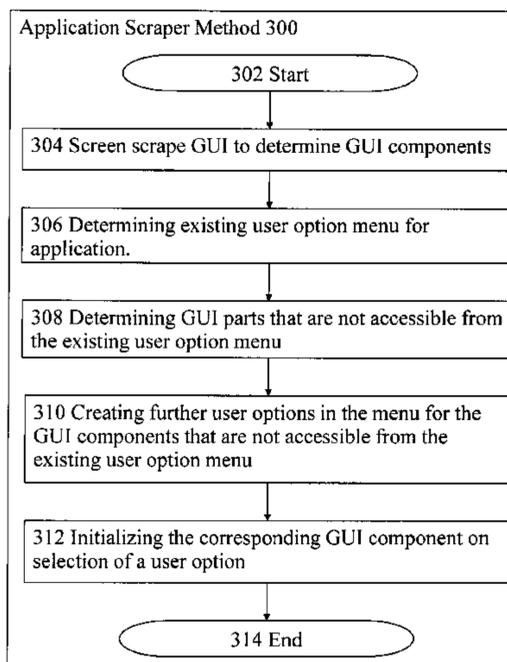 Application Scraper Method 300
302 Start
304 Screen scrape GUI to determine GUI components
306 Determining existing user option menu for
application.
308 Determining GUI parts that are not accessible from
the existing user option menu
310 Creating further user options in the menu for the
GUI components that are not accessible from the
existing user option menu
312 Initializing the corresponding GUI component on
selection of a user option
314 End